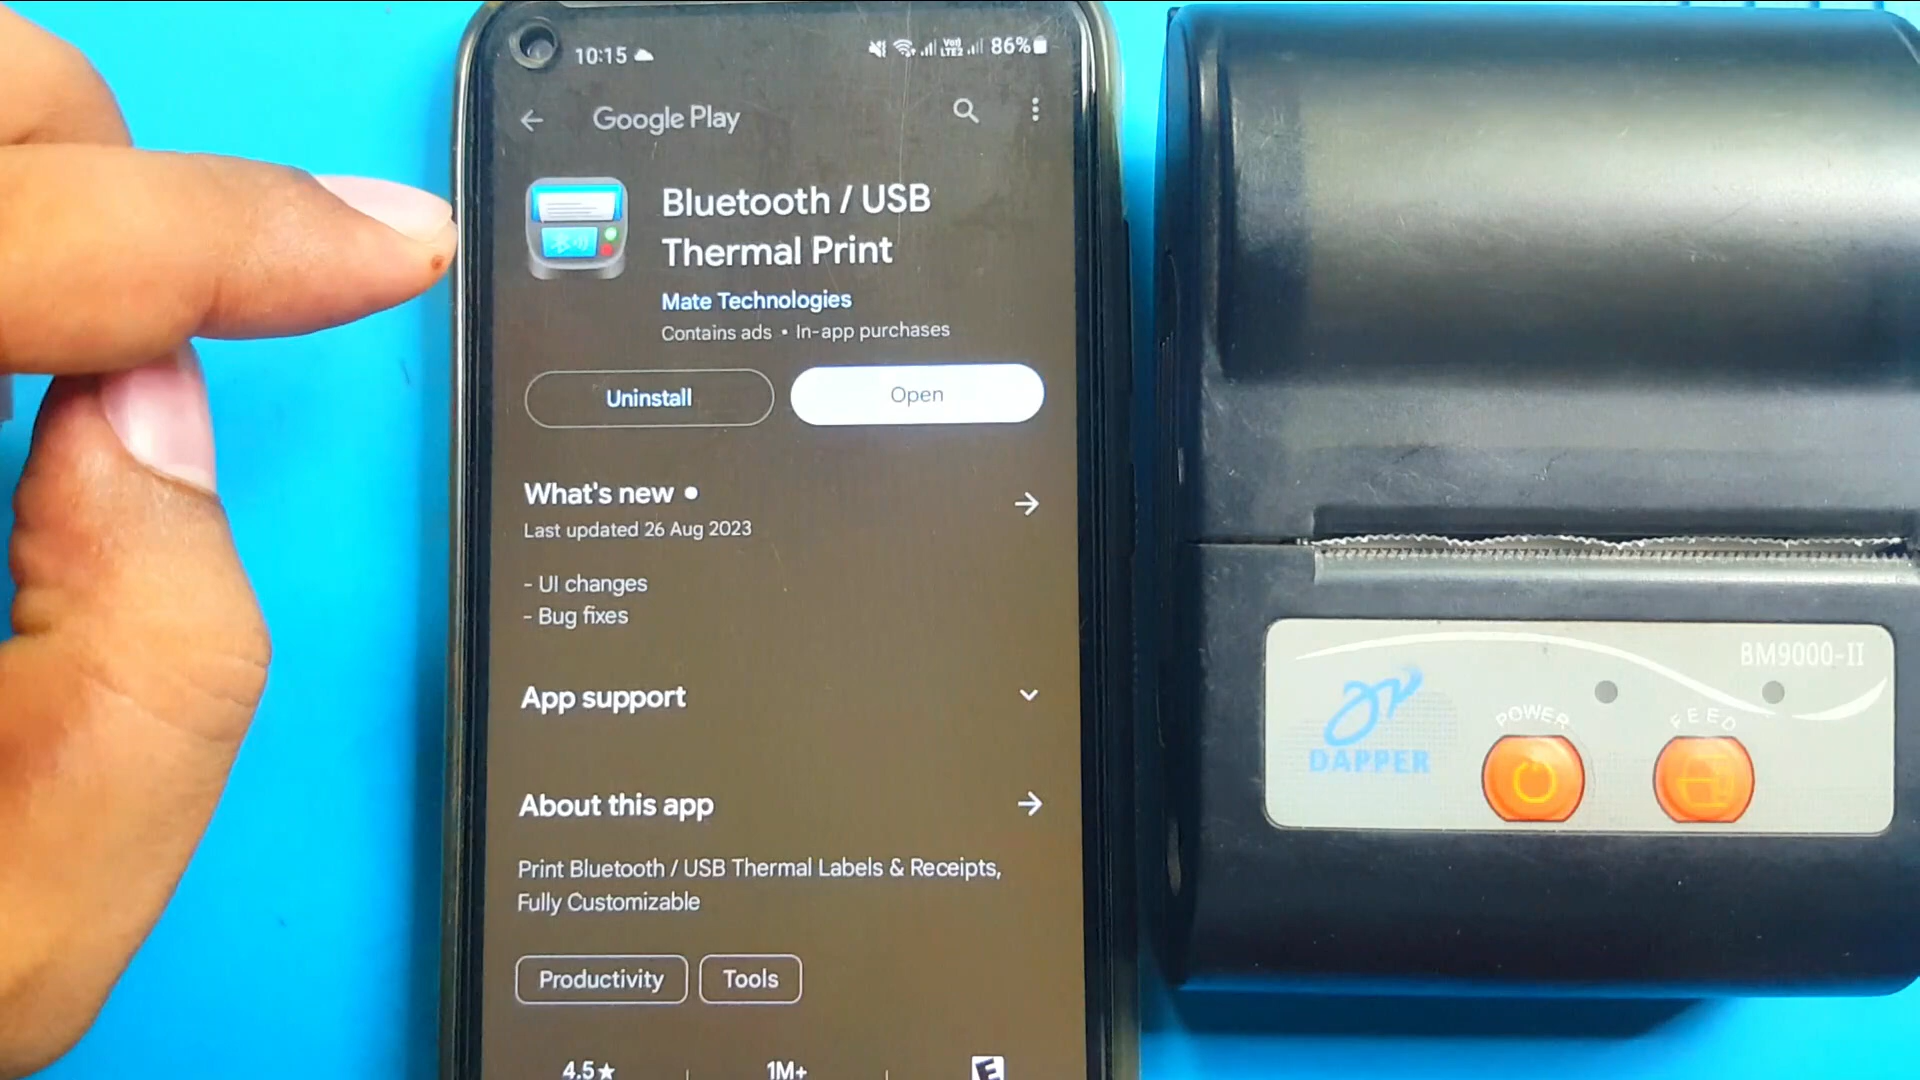 10:15
Vo)
LTE2
86%
Google Play
Bluetooth / USB
Thermal Print
Mate Technologies
Contains ads • In-app purchases
Uninstall
Open
What's new •
Last updated 26 Aug 2023
- UI changes
- Bug fixes
App support
About this app
Print Bluetooth / USB Thermal Labels & Receipts,
Fully Customizable
Productivity
Tools
4.5★
1M+
E
BM9000-II
POWER
FEED
DAPPER